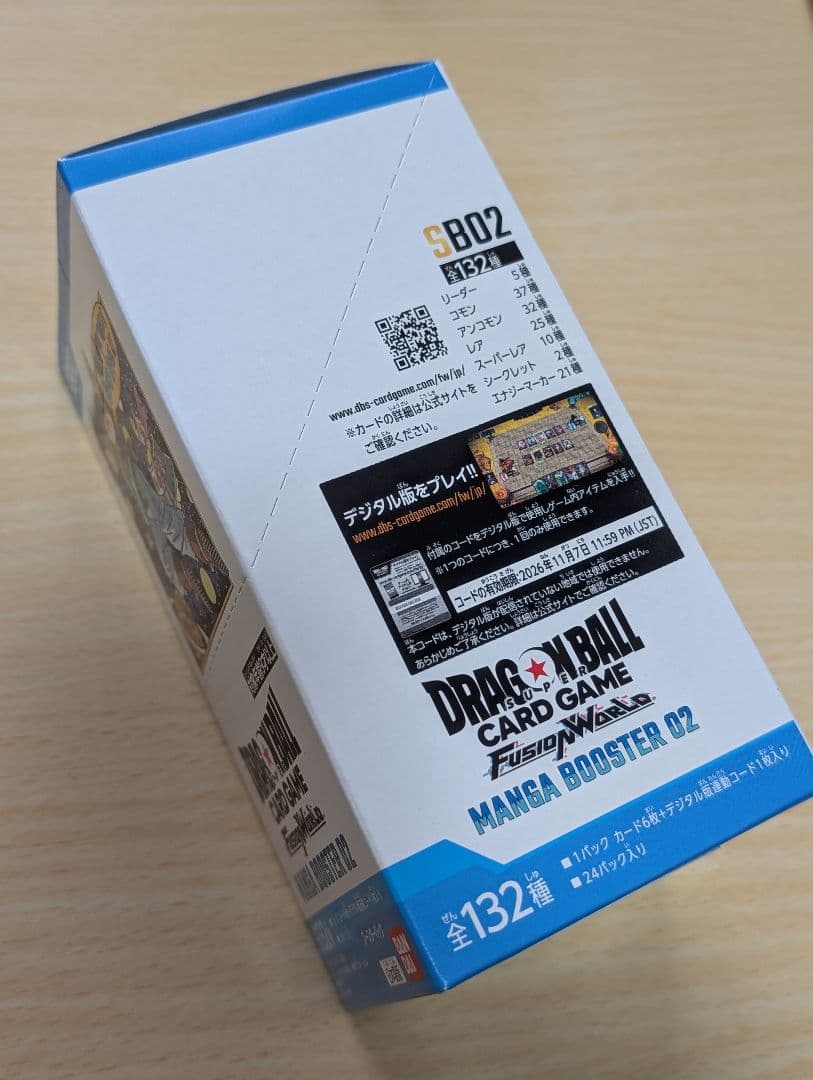 SB02
全132種
リーダー 5種
コモン 37種
アンコモン 32種
レア 25種
スーパーレア 10種
シークレット 2種
エナジーマーカー 21種
www.dbs-cardgame.com/fw/jp/
※カードの詳細は公式サイトを
ご確認ください。
デジタル版をプレイ!!
www.dbs-cardgame.com/fw/jp/
付属のコードをデジタル版で使用しゲーム内アイテムを入手!!
※1つのコードにつき、1回のみ使用できます。
コードの有効期限:2026年11月7日 11:59 PM (JST)
本コードは、デジタル版が配信されていない地域では使用できません。
あらかじめご了承ください。詳細は公式サイトでご確認ください。
DRAGON BALL
SUPER
CARD GAME
FUSION WORLD
MANGA BOOSTER 02
全132種
■1パック カード6枚+デジタル版連動コード1枚入り
■24パック入り
DRAGON BALL
CARD GAME
FUSION WORLD
MANGA BOOSTER 02
BANDAI